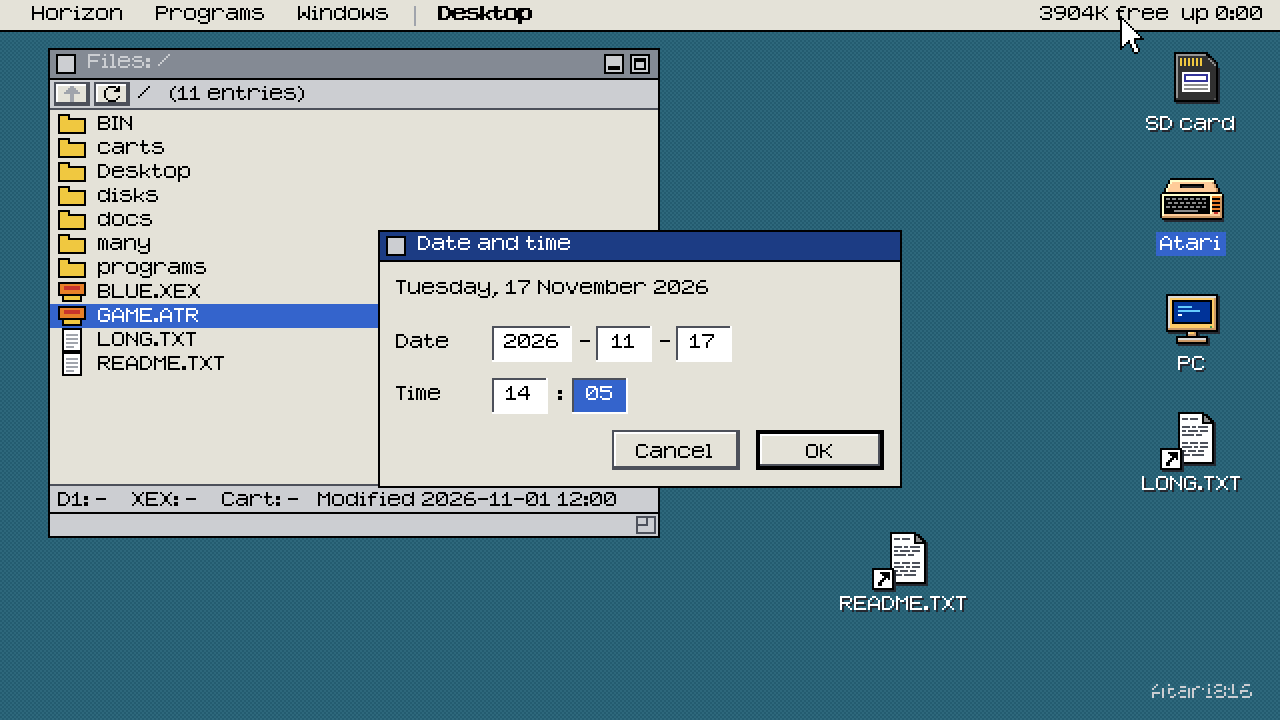 Horizon Programs Windows | Desktop 3904K free up 0:00
Files: /
/ (11 entries)
BIN
carts
Desktop
disks
docs
many
programs
BLUE.XEX
GAME.ATR
LONG.TXT
README.TXT
D1: - XEX: - Cart: - Modified 2026-11-01 12:00
Date and time
Tuesday, 17 November 2026
Date 2026 - 11 - 17
Time 14 : 05
Cancel OK
SD card
Atari
PC
LONG.TXT
README.TXT
Atari816